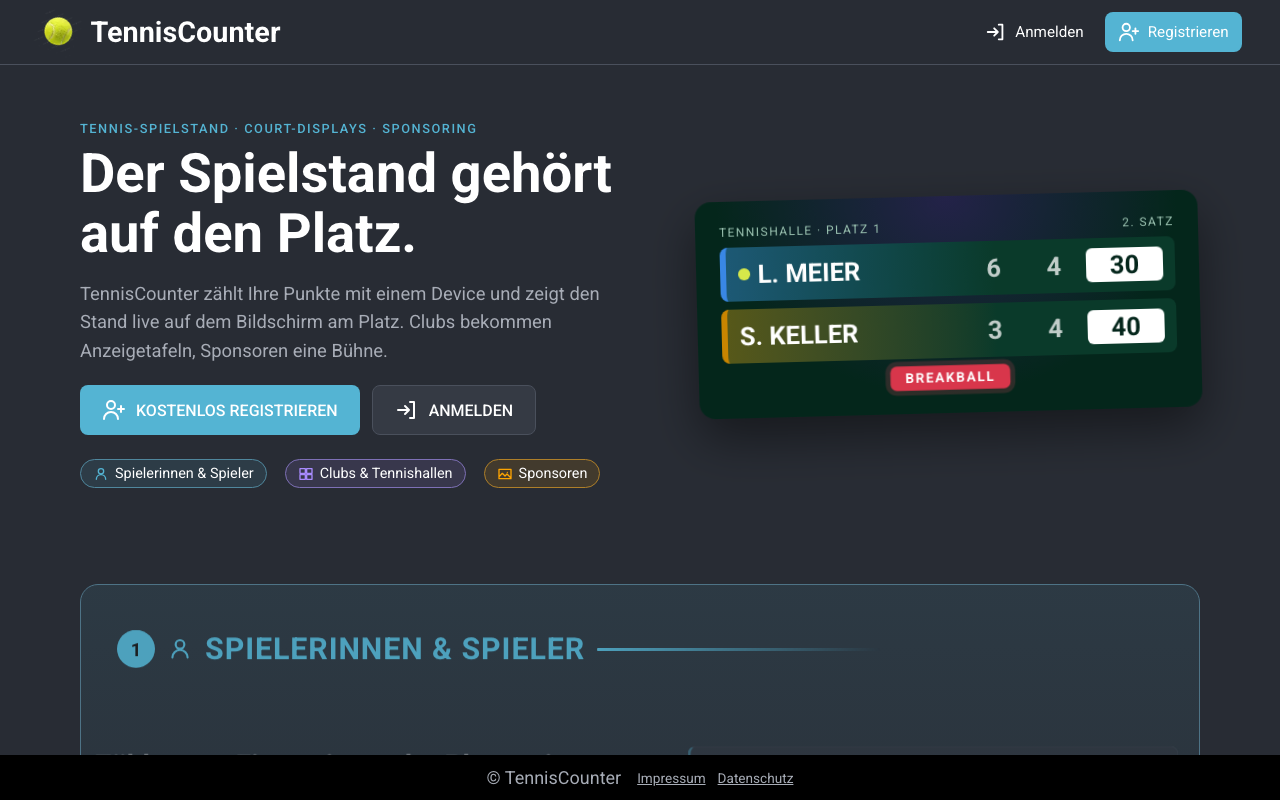 TennisCounter
Anmelden
Registrieren
TENNIS-SPIELSTAND · COURT-DISPLAYS · SPONSORING
Der Spielstand gehört
auf den Platz.
TennisCounter zählt Ihre Punkte mit einem Device und zeigt den
Stand live auf dem Bildschirm am Platz. Clubs bekommen
Anzeigetafeln, Sponsoren eine Bühne.
KOSTENLOS REGISTRIEREN
ANMELDEN
Spielerinnen & Spieler
Clubs & Tennishallen
Sponsoren
TENNISHALLE · PLATZ 1
2. SATZ
L. MEIER 6 4 30
S. KELLER 3 4 40
BREAKBALL
1 SPIELERINNEN & SPIELER
© TennisCounter Impressum Datenschutz